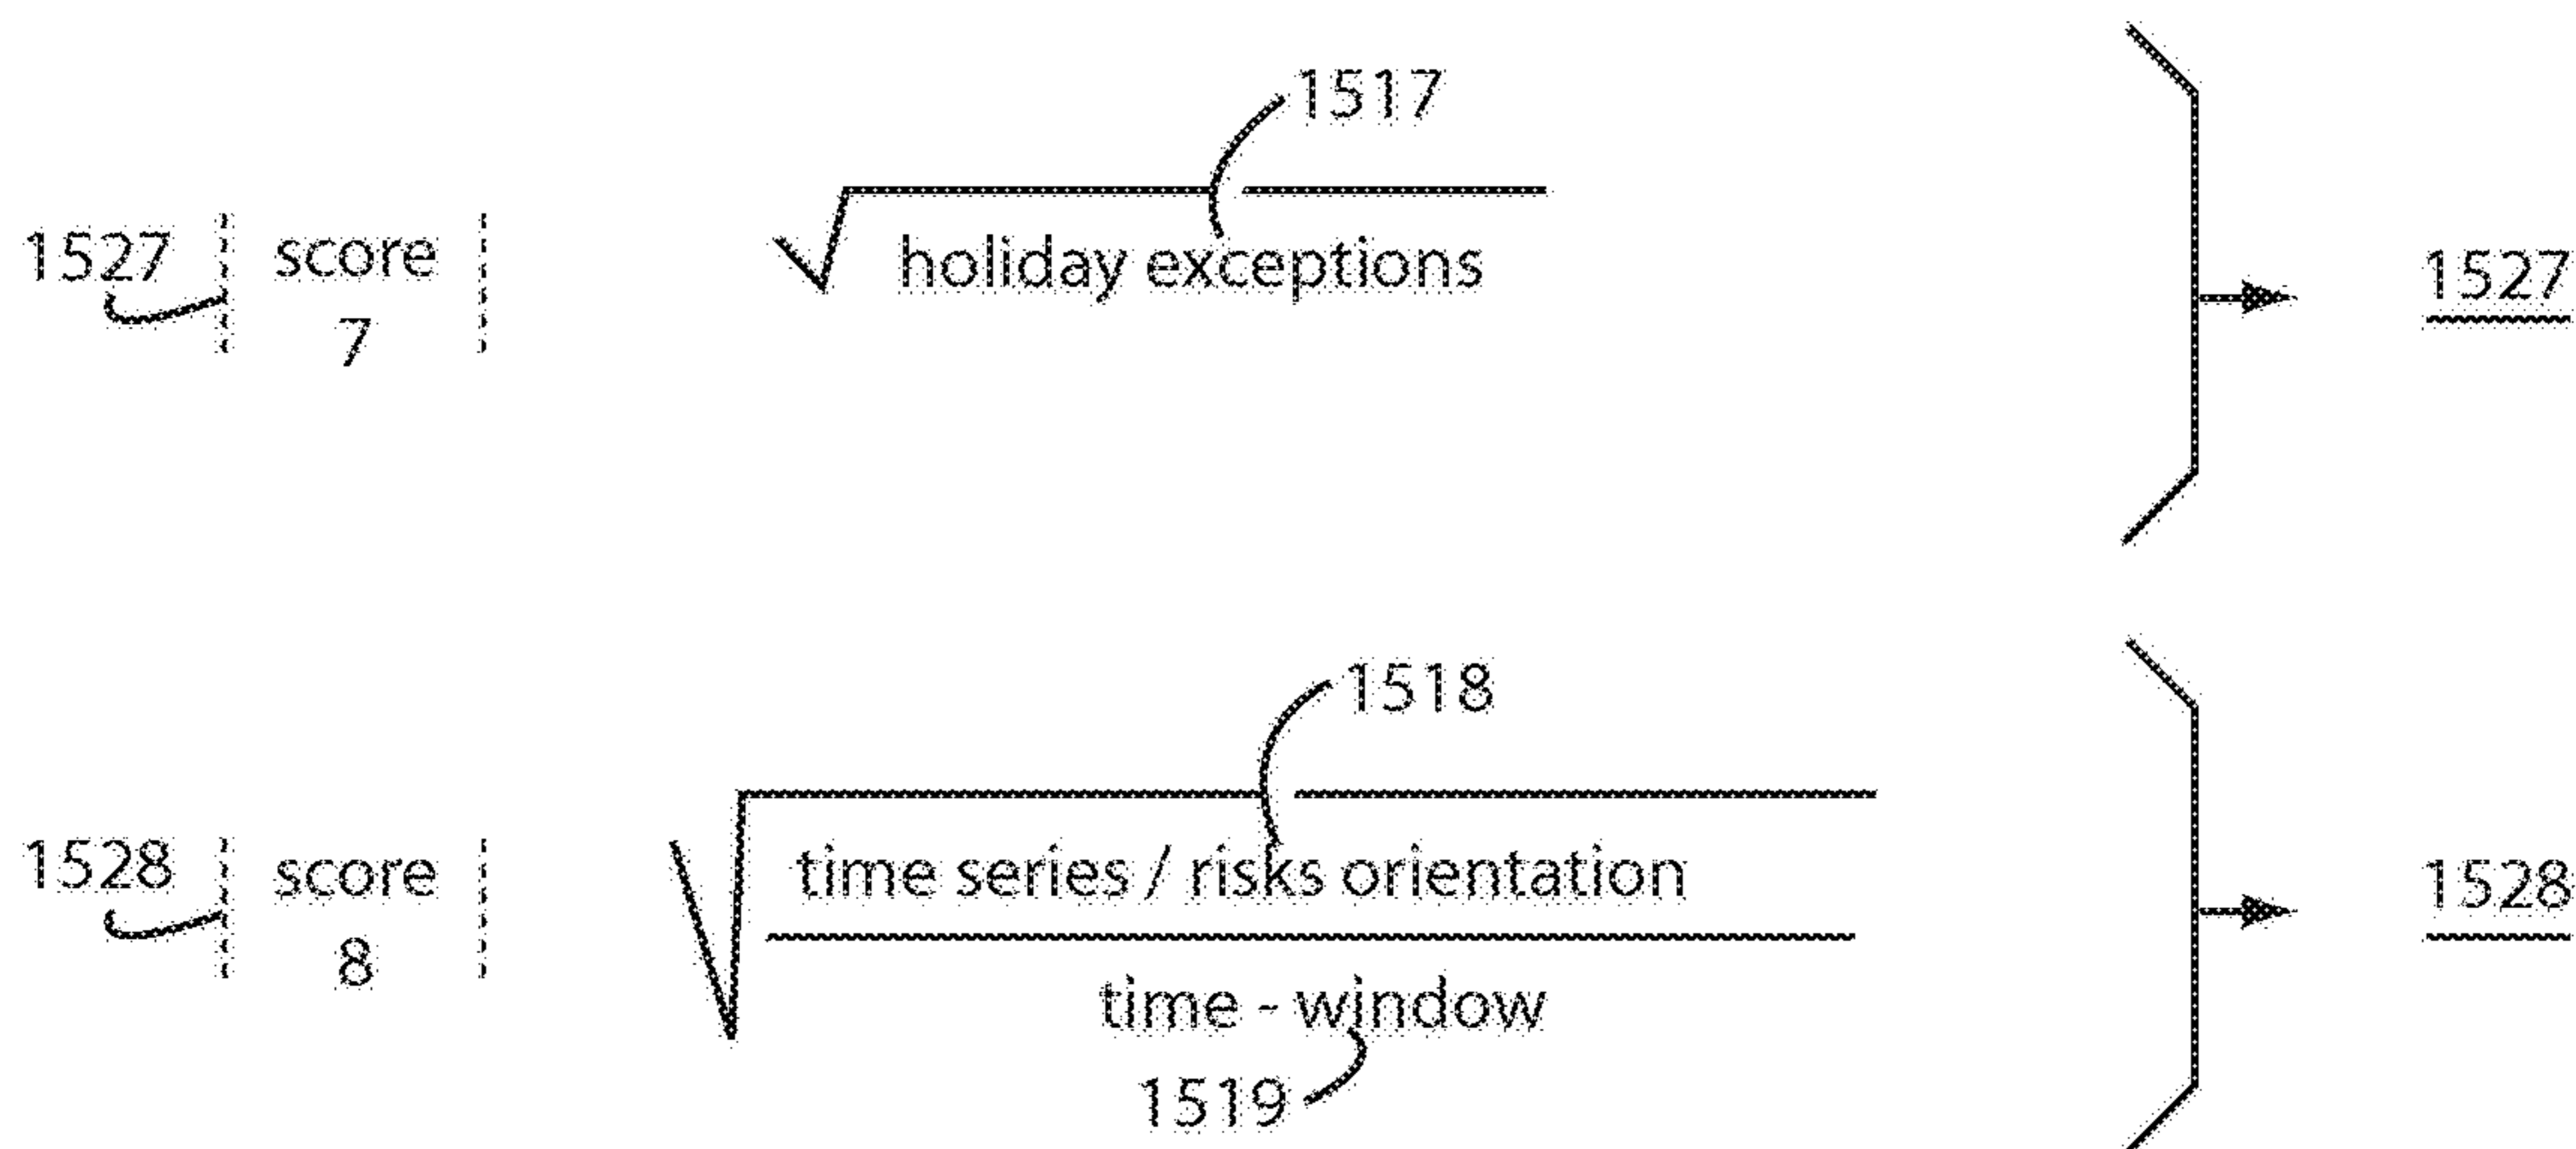 1517
1527 score
7
√ holiday exceptions
1527
1518
1528 score
8
√ time series / risks orientation
time - window
1519
1528